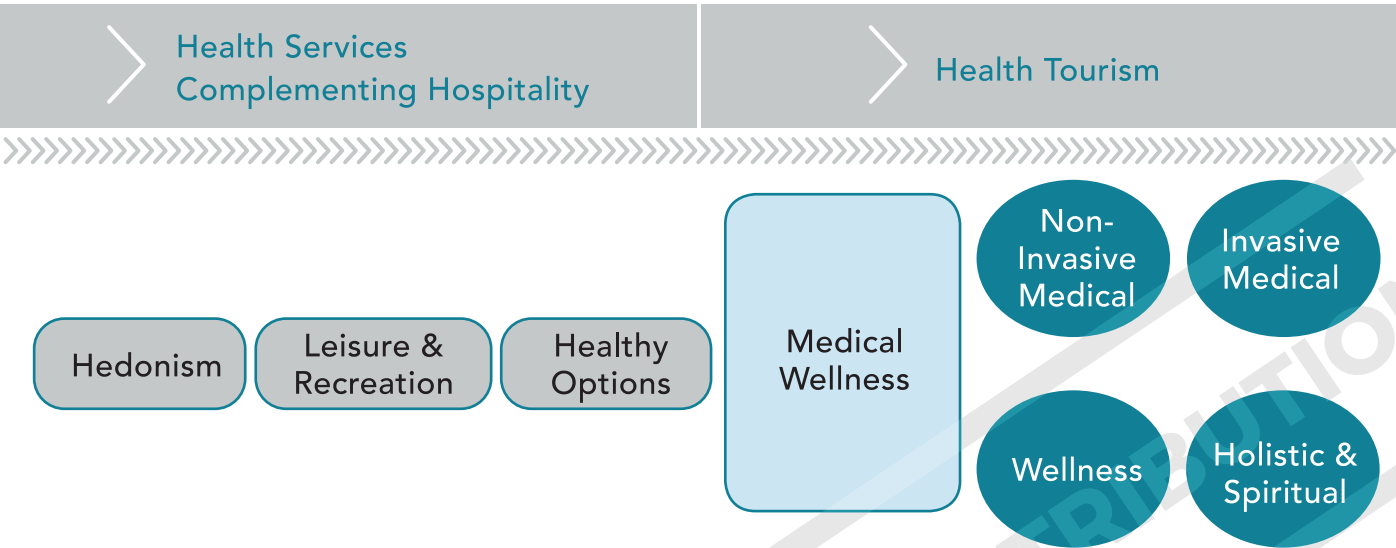 Health Services
Complementing Hospitality
Health Tourism
Hedonism
Leisure &
Recreation
Healthy
Options
Medical
Wellness
Non-
Invasive
Medical
Invasive
Medical
Wellness
Holistic &
Spiritual
TRIBUTIO